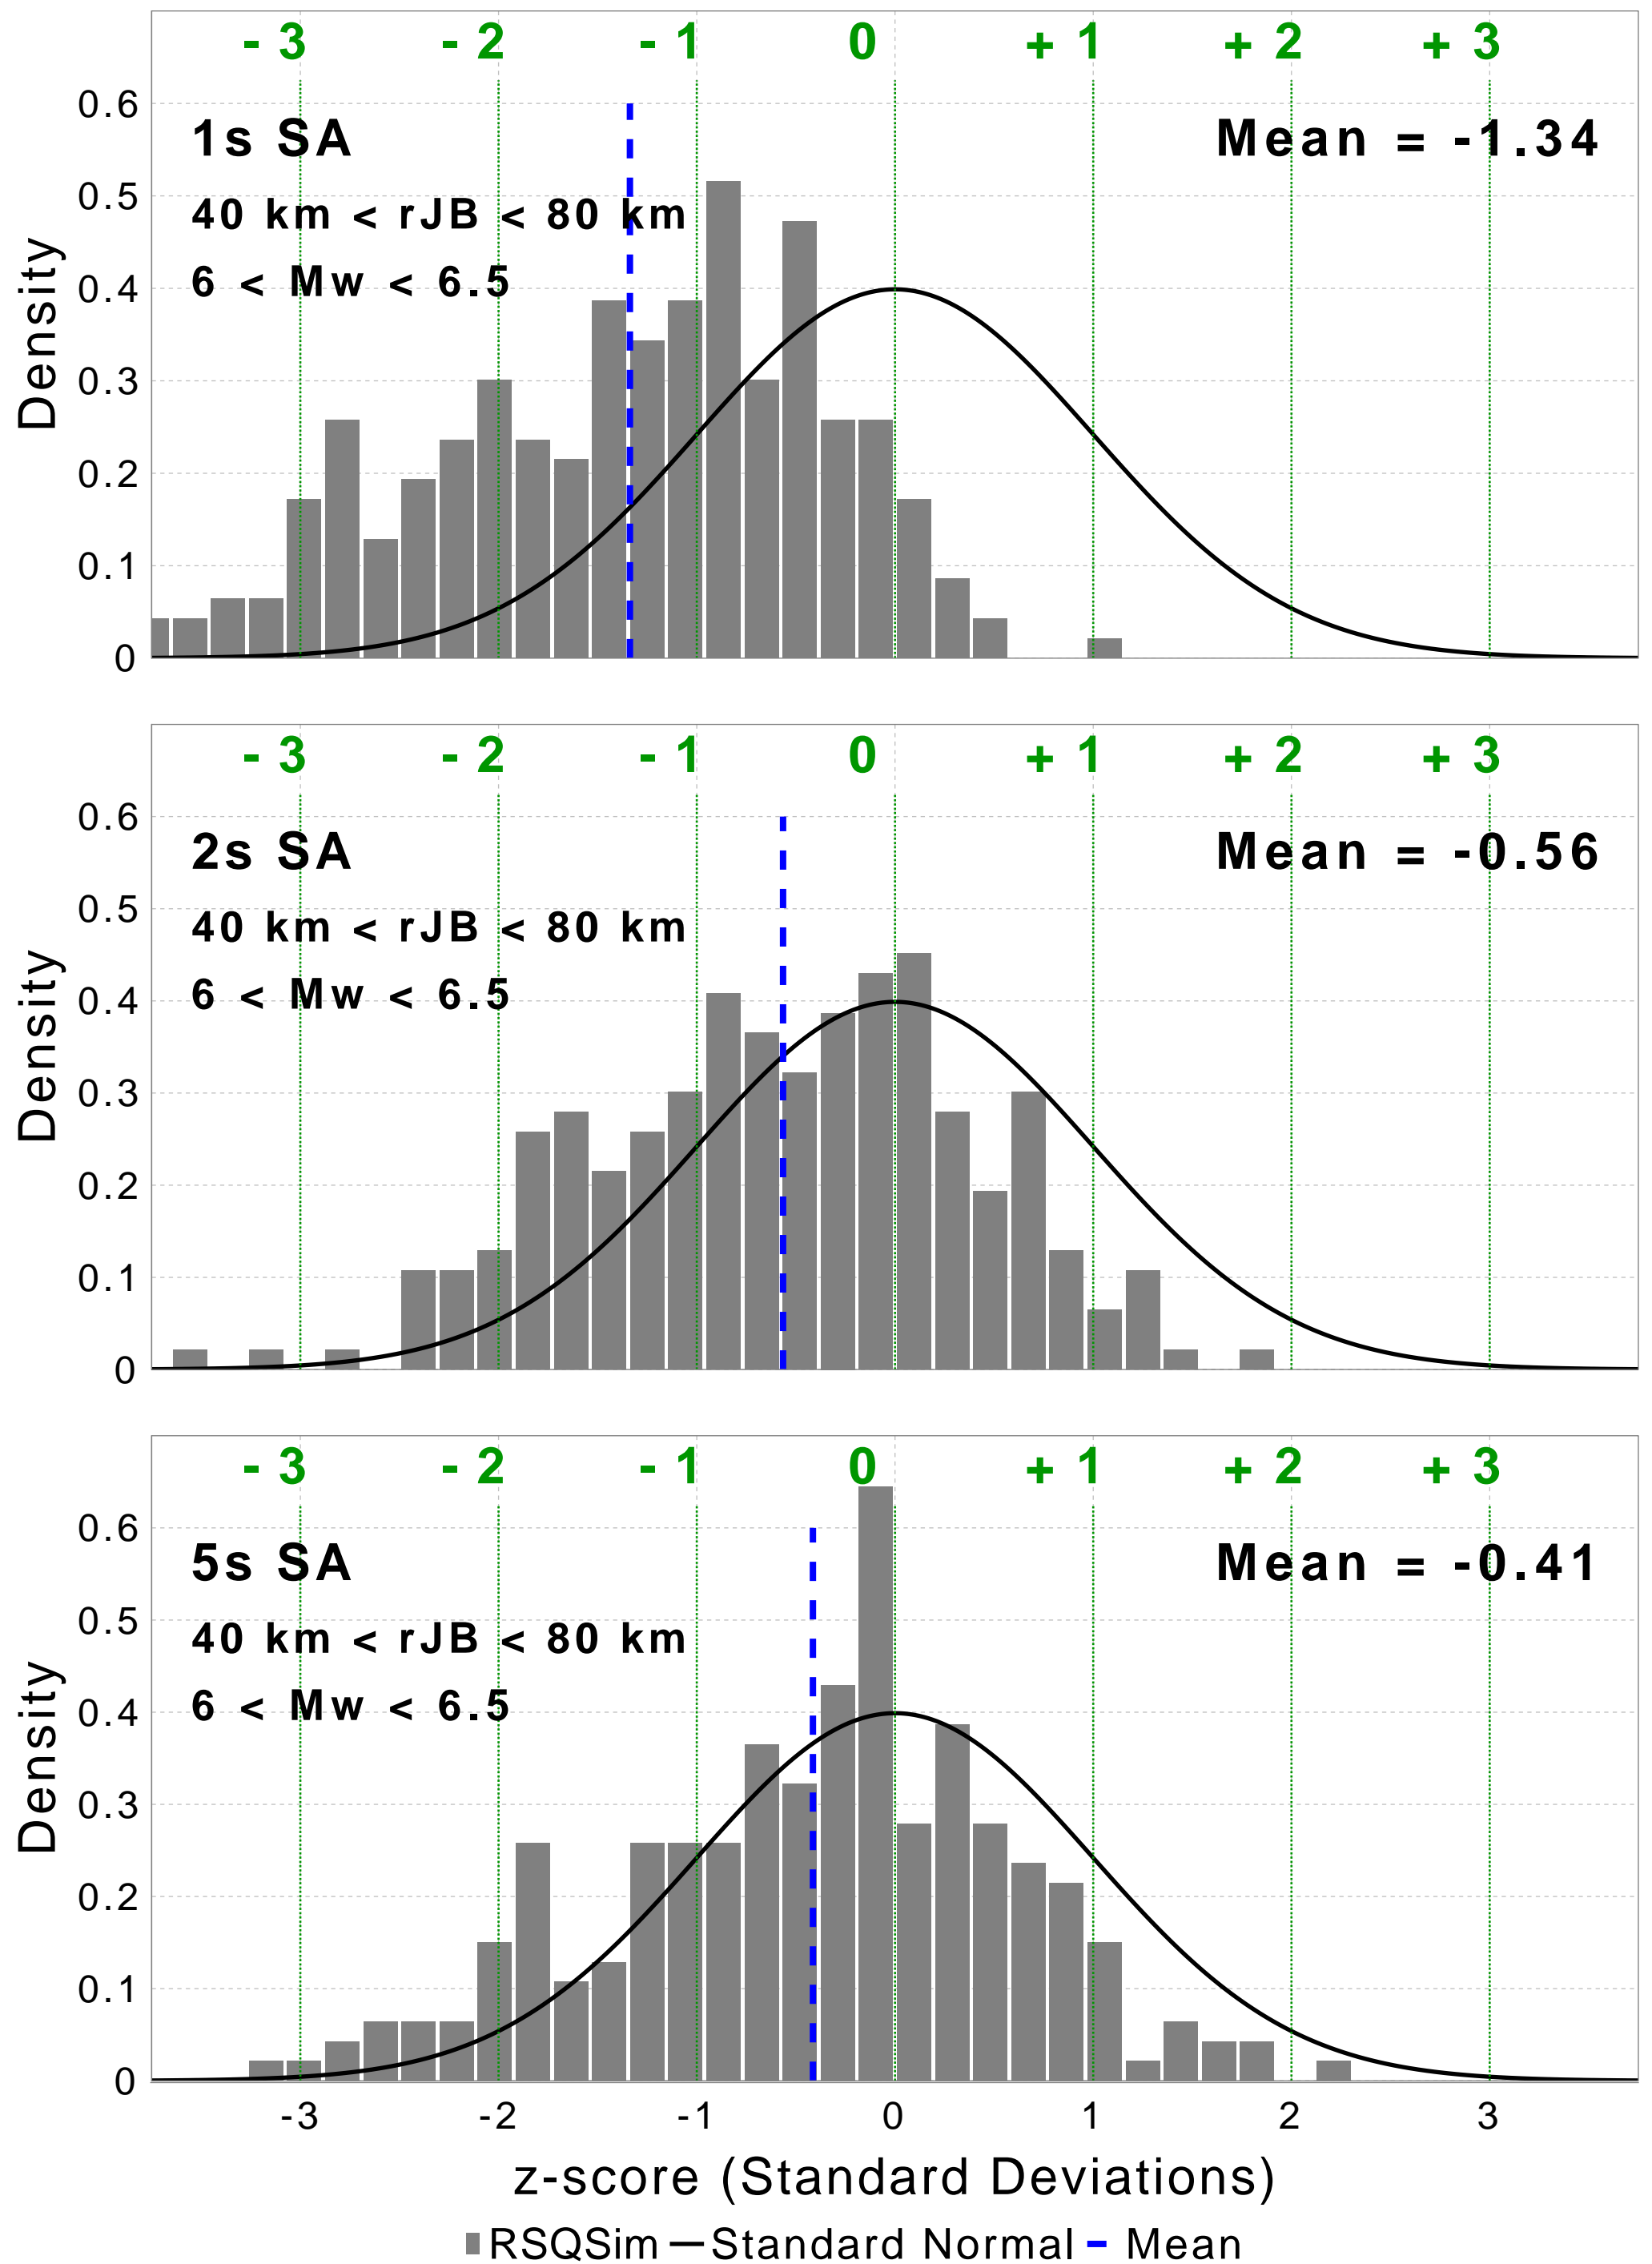 - 3 - 2 - 1 0 + 1 + 2 + 3
0.6
1s SA Mean = -1.34
0.5
40 km < rJB < 80 km
0.4
6 < Mw < 6.5
Density
0.3
0.2
0.1
0
- 3 - 2 - 1 0 + 1 + 2 + 3
0.6
2s SA Mean = -0.56
0.5
40 km < rJB < 80 km
0.4
6 < Mw < 6.5
Density
0.3
0.2
0.1
0
- 3 - 2 - 1 0 + 1 + 2 + 3
0.6
5s SA Mean = -0.41
0.5
40 km < rJB < 80 km
0.4
6 < Mw < 6.5
Density
0.3
0.2
0.1
0
-3 -2 -1 0 1 2 3
z-score (Standard Deviations)
RSQSim Standard Normal Mean